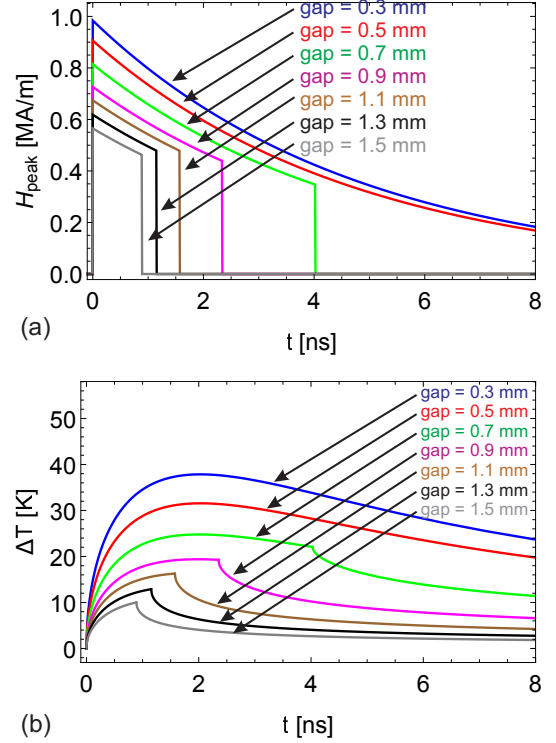 gap = 0.3 mm
gap = 0.5 mm
gap = 0.7 mm
gap = 0.9 mm
gap = 1.1 mm
gap = 1.3 mm
gap = 1.5 mm
H_peak [MA/m]
1.0
0.8
0.6
0.4
0.2
0.0
0 2 4 6 8
t [ns]
(a)
gap = 0.3 mm
gap = 0.5 mm
gap = 0.7 mm
gap = 0.9 mm
gap = 1.1 mm
gap = 1.3 mm
gap = 1.5 mm
ΔT [K]
50
40
30
20
10
0
0 2 4 6 8
t [ns]
(b)